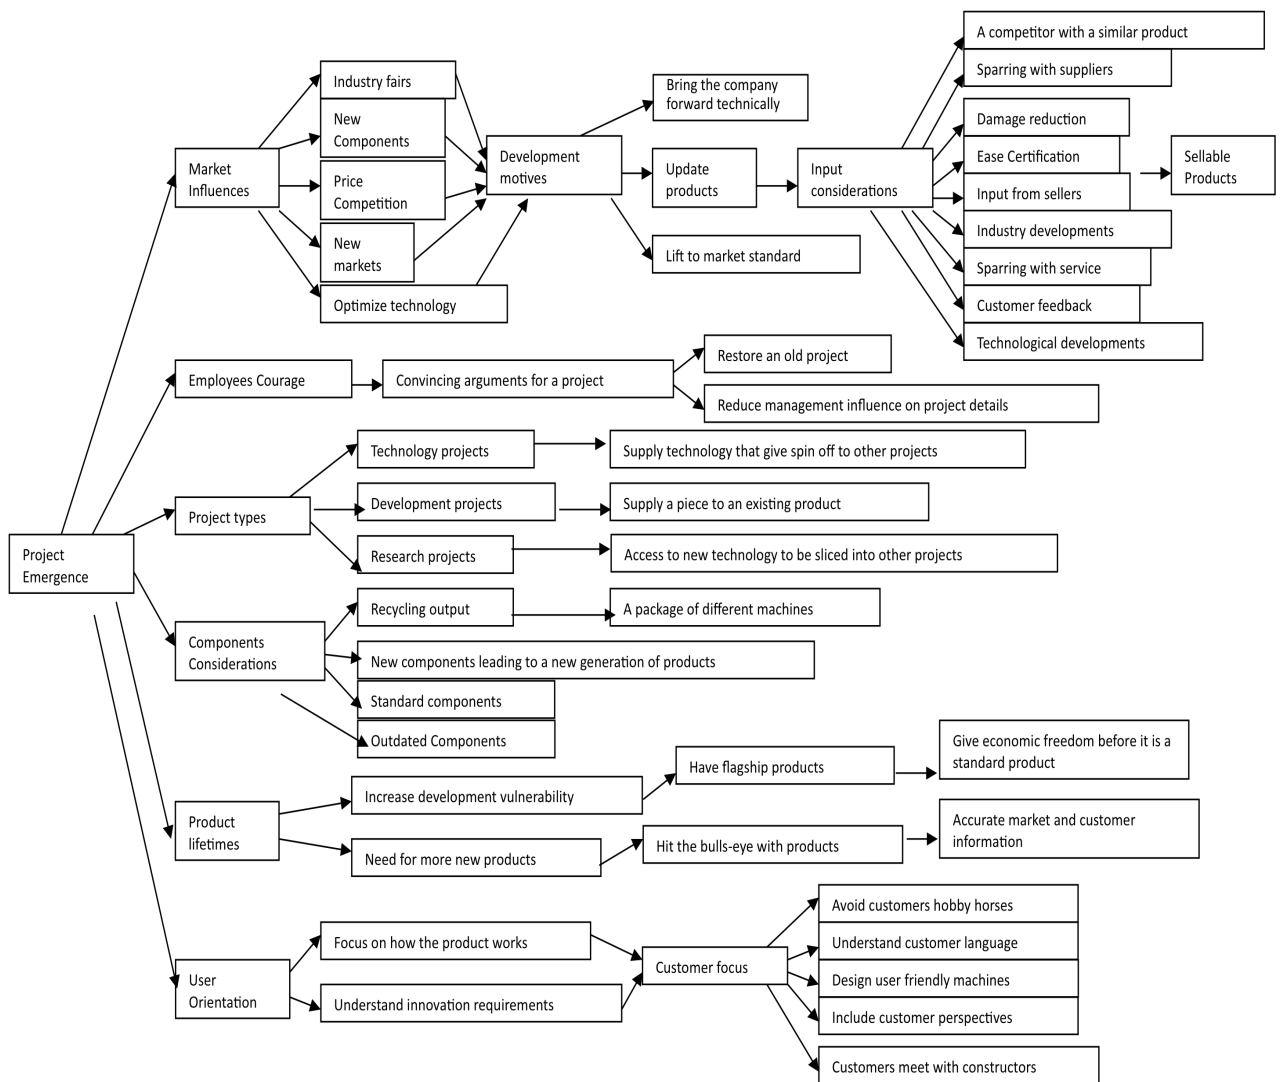 Project
Emergence
Market
Influences
Industry fairs
New
Components
Price
Competition
New
markets
Optimize technology
Development
motives
Bring the company
forward technically
Update
products
Lift to market standard
Input
considerations
A competitor with a similar product
Sparring with suppliers
Damage reduction
Ease Certification
Input from sellers
Industry developments
Sparring with service
Customer feedback
Technological developments
Sellable
Products
Employees Courage
Convincing arguments for a project
Restore an old project
Reduce management influence on project details
Project types
Technology projects
Supply technology that give spin off to other projects
Development projects
Supply a piece to an existing product
Research projects
Access to new technology to be sliced into other projects
Components
Considerations
Recycling output
A package of different machines
New components leading to a new generation of products
Standard components
Outdated Components
Product
lifetimes
Increase development vulnerability
Have flagship products
Give economic freedom before it is a
standard product
Need for more new products
Hit the bulls-eye with products
Accurate market and customer
information
User
Orientation
Focus on how the product works
Understand innovation requirements
Customer focus
Avoid customers hobby horses
Understand customer language
Design user friendly machines
Include customer perspectives
Customers meet with constructors